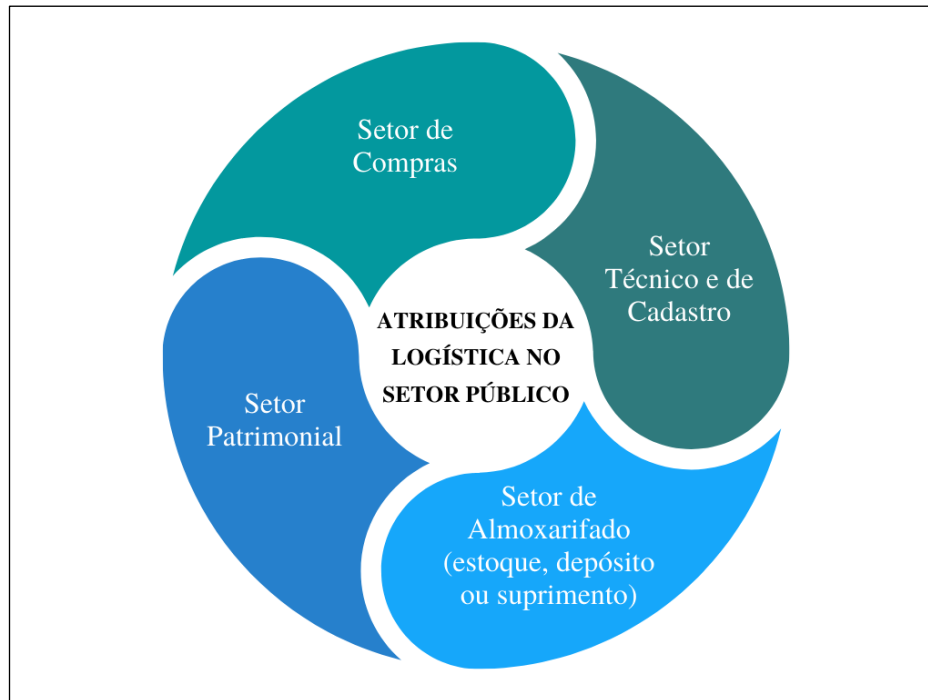 Setor de
Compras
Setor
Técnico e de
Cadastro
ATRIBUIÇÕES DA
LOGÍSTICA NO
SETOR PÚBLICO
Setor
Patrimonial
Setor de
Almoxarifado
(estoque, depósito
ou suprimento)